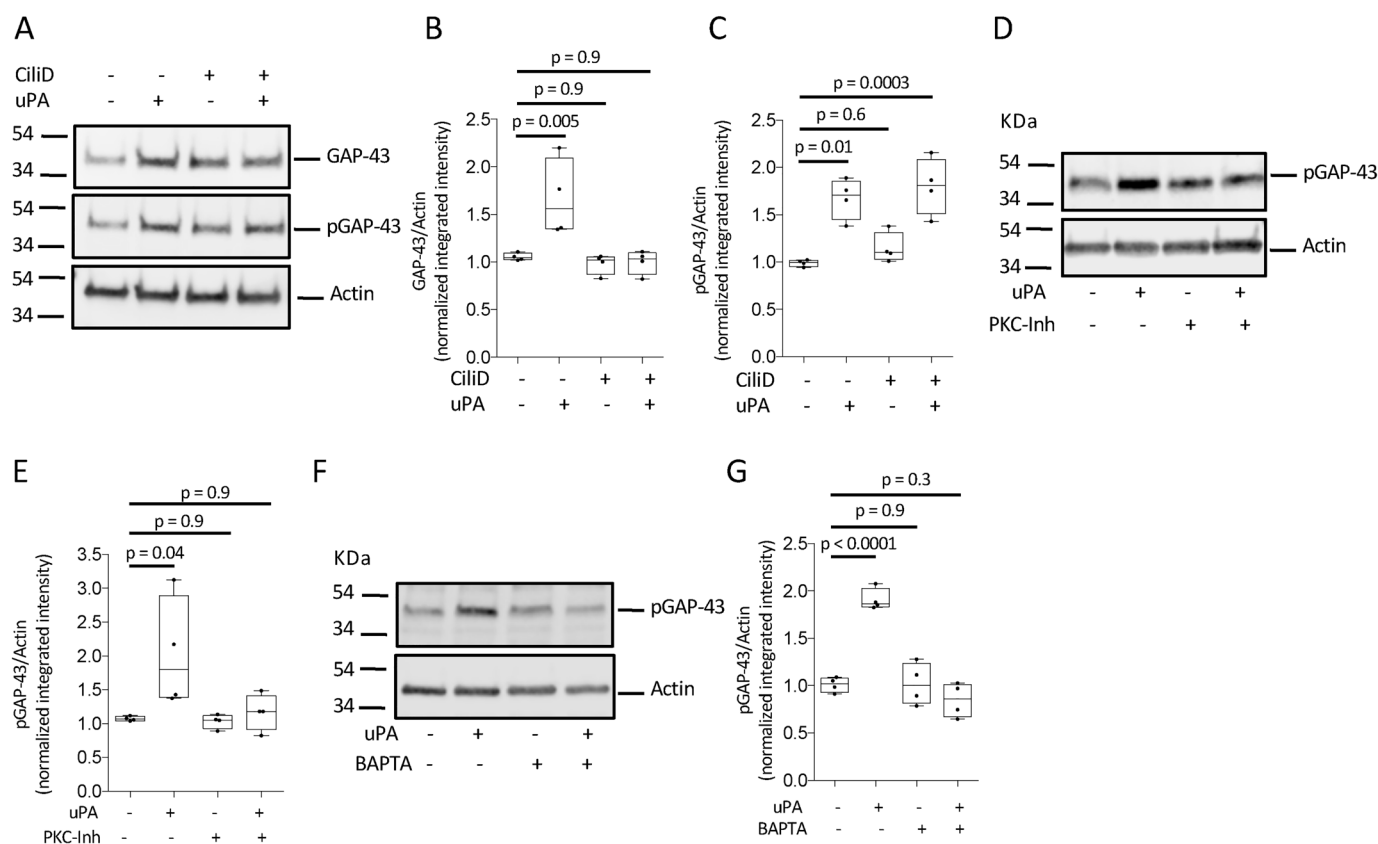 A
CiliD - - + +
uPA - + - +
54
34
GAP-43
54
34
pGAP-43
54
34
Actin
B
p = 0.9
p = 0.9
p = 0.005
GAP-43/Actin
(normalized integrated intensity)
2.5
2.0
1.5
1.0
0.5
0.0
CiliD - - + +
uPA - + - +
C
p = 0.0003
p = 0.6
p = 0.01
pGAP-43/Actin
(normalized integrated intensity)
2.5
2.0
1.5
1.0
0.5
0.0
CiliD - - + +
uPA - + - +
D
KDa
54
34
pGAP-43
54
34
Actin
uPA - + - +
PKC-Inh - - + +
E
p = 0.9
p = 0.9
p = 0.04
pGAP-43/Actin
(normalized integrated intensity)
3.5
3.0
2.5
2.0
1.5
1.0
0.5
0.0
uPA - + - +
PKC-Inh - - + +
F
KDa
54
34
pGAP-43
54
34
Actin
uPA - + - +
BAPTA - - + +
G
p = 0.3
p = 0.9
p < 0.0001
pGAP-43/Actin
(normalized integrated intensity)
2.5
2.0
1.5
1.0
0.5
0.0
uPA - + - +
BAPTA - - + +